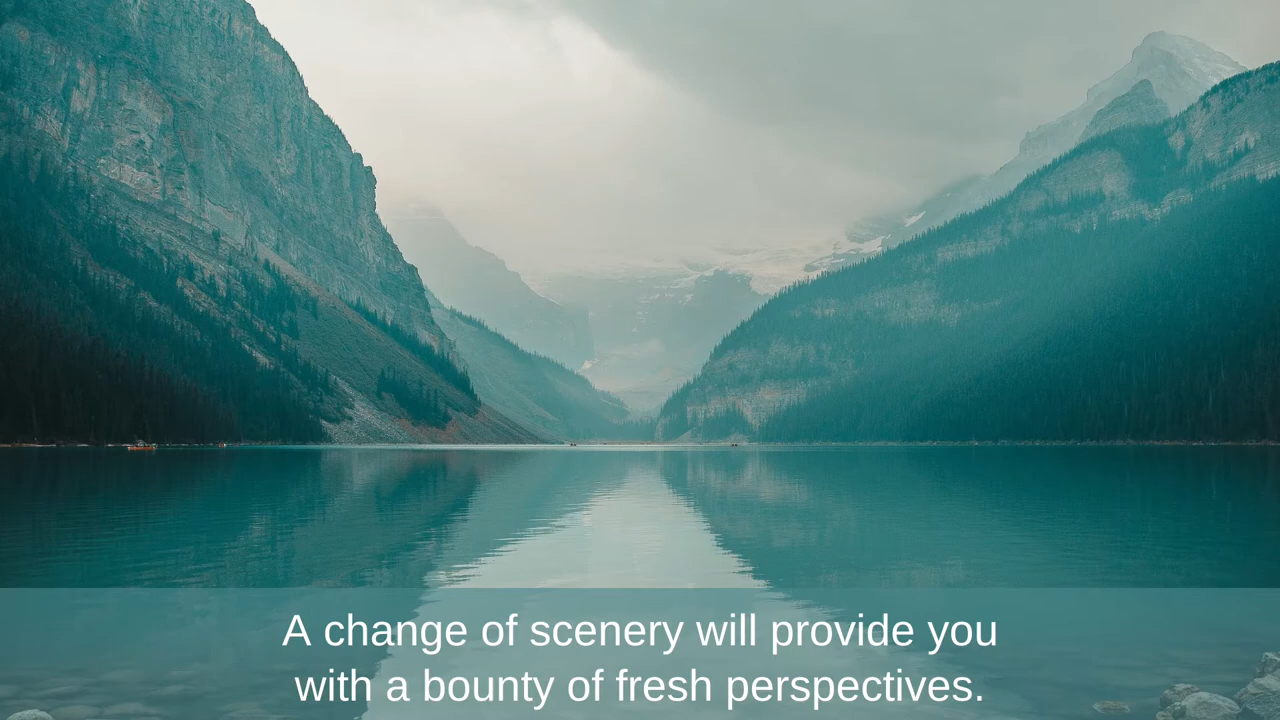 A change of scenery will provide you
with a bounty of fresh perspectives.